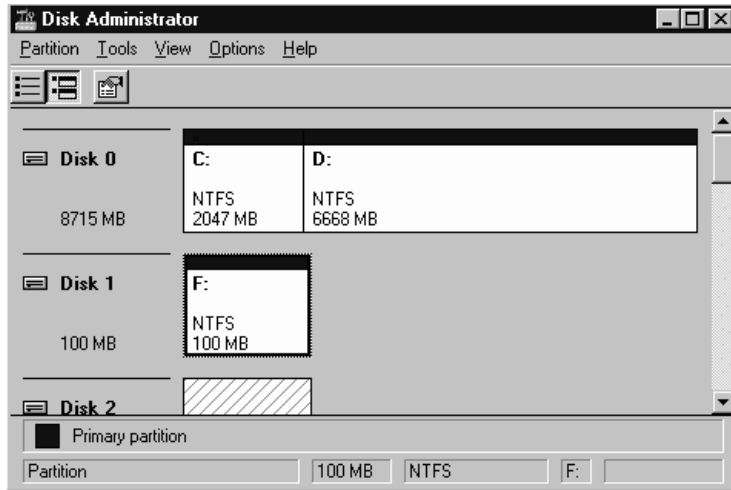 Disk Administrator
Partition Tools View Options Help
Disk 0
8715 MB
C:
NTFS
2047 MB
D:
NTFS
6668 MB
Disk 1
100 MB
F:
NTFS
100 MB
Disk 2
Primary partition
Partition 100 MB NTFS F: